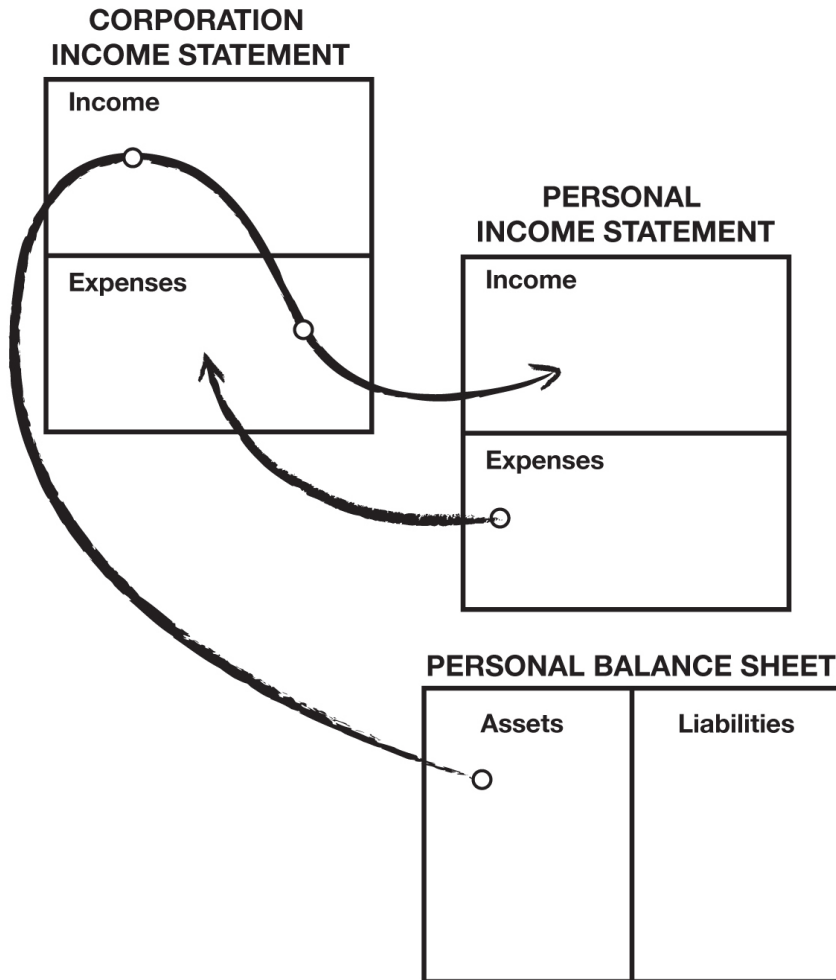 CORPORATION
INCOME STATEMENT
Income
Expenses
PERSONAL
INCOME STATEMENT
Income
Expenses
PERSONAL BALANCE SHEET
Assets
Liabilities